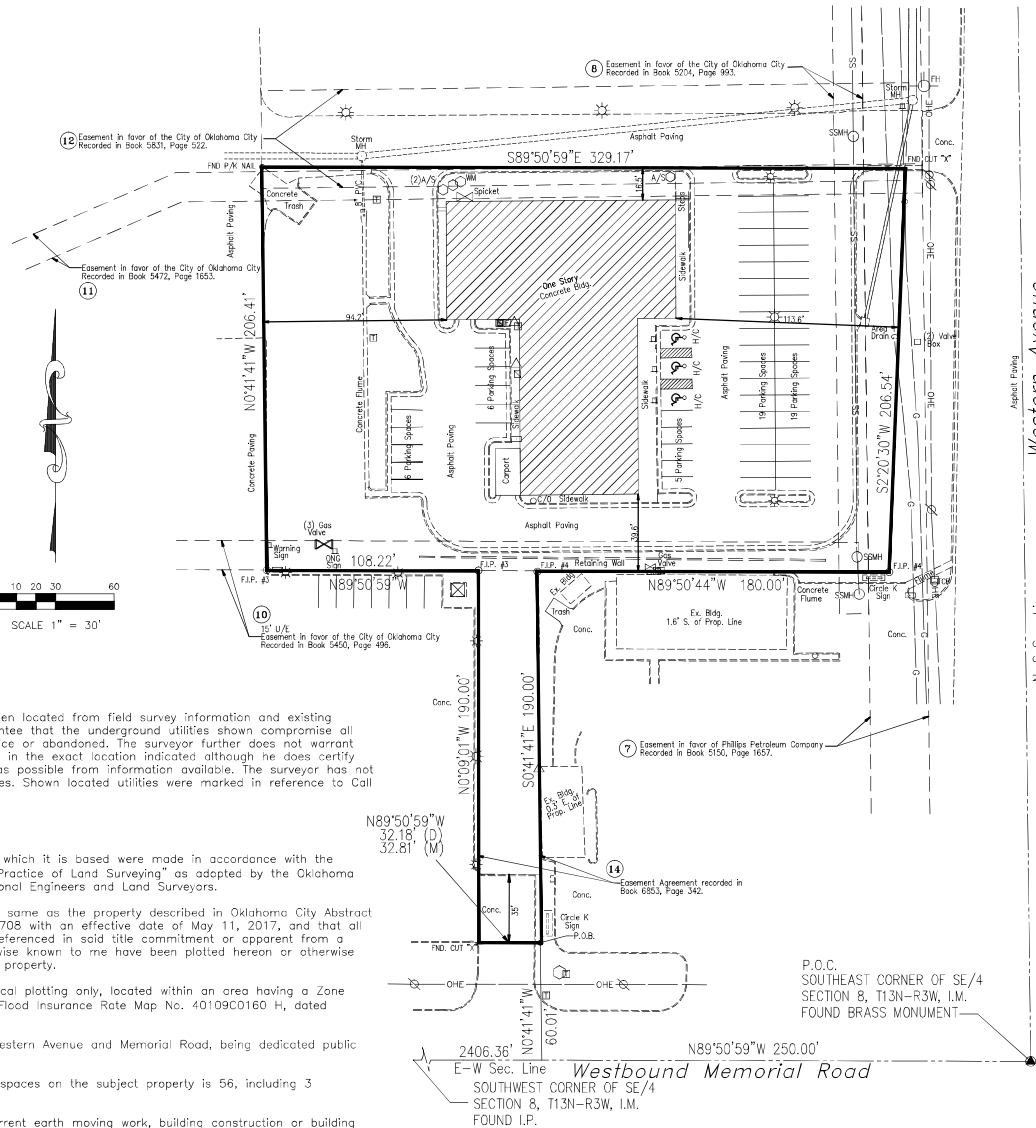 8 Easement in favor of the City of Oklahoma City
Recorded in Book 5204, Page 993.
FH
Storm
MH
OHE
SS
SSMH
12 Easement in favor of the City of Oklahoma City
Recorded in Book 5831, Page 522.
Storm
MH
Asphalt Paving
Conc.
FND P/K NAIL
S89°50'59"E 329.17'
FND CUT "X"
(2)A/S
WM
Spicket
A/S
16.5'
Concrete
Trash
8" PVC
Steps
Asphalt Paving
SS
OHE
Easement in favor of the City of Oklahoma City
Recorded in Book 5472, Page 1653.
11
One Story
Concrete Bldg.
Sidewalk
94.2'
113.6'
N0°41'41"W 206.41'
Area
Drain
(2) Valve
Box
Western Avenue
Asphalt Paving
H/C
H/C
H/C
Concrete Flume
6 Parking Spaces
Sidewalk
Sidewalk
Asphalt Paving
19 Parking Spaces
19 Parking Spaces
OHE
S2°20'30"W 206.54'
Concrete Paving
6 Parking Spaces
Asphalt Paving
Carport
5 Parking Spaces
SS
G
C/O Sidewalk
Asphalt Paving
39.6'
(3) Gas
Valve
Warning
Sign
ONG
Sign
108.22'
Retaining Wall
Gas
Valve
SSMH
F.I.P. #3
N89°50'59"W
F.I.P. #3
F.I.P. #4
N89°50'44"W 180.00'
F.I.P. #4
10 20 30 60
SCALE 1" = 30'
10
15' U/E
Easement in favor of the City of Oklahoma City
Recorded in Book 5450, Page 496.
Ex. Bldg.
Trash
Conc.
Ex. Bldg.
1.6' S. of Prop. Line
Concrete
Flume
SSMH
Circle K
Sign
Conc.
G
G
Conc.
N0°09'01"W 190.00'
S0°41'41"E 190.00'
7 Easement in favor of Phillips Petroleum Company
Recorded in Book 5150, Page 1657.
en located from field survey information and existing
ntee that the underground utilities shown compromise all
ce or abandoned. The surveyor further does not warrant
in the exact location indicated although he does certify
as possible from information available. The surveyor has not
es. Shown located utilities were marked in reference to Call
Ex. Bldg.
0.3' E. of
Prop. Line
N89°50'59"W
32.18' (D)
32.81' (M)
which it is based were made in accordance with the
Practice of Land Surveying" as adopted by the Oklahoma
onal Engineers and Land Surveyors.
14
Easement Agreement recorded in
Book 6853, Page 342.
same as the property described in Oklahoma City Abstract
708 with an effective date of May 11, 2017, and that all
eferenced in said title commitment or apparent from a
wise known to me have been plotted hereon or otherwise
property.
Conc.
35'
Conc.
Circle K
Sign
P.O.B.
FND. CUT "X"
cal plotting only, located within an area having a Zone
Flood Insurance Rate Map No. 40109C0160 H, dated
OHE
OHE
P.O.C.
SOUTHEAST CORNER OF SE/4
SECTION 8, T13N-R3W, I.M.
FOUND BRASS MONUMENT
estern Avenue and Memorial Road, being dedicated public
N0°41'41"W
60.01'
2406.36'
N89°50'59"W 250.00'
E-W Sec. Line
Westbound Memorial Road
spaces on the subject property is 56, including 3
SOUTHWEST CORNER OF SE/4
SECTION 8, T13N-R3W, I.M.
FOUND I.P.
rrent earth moving work, building construction or building